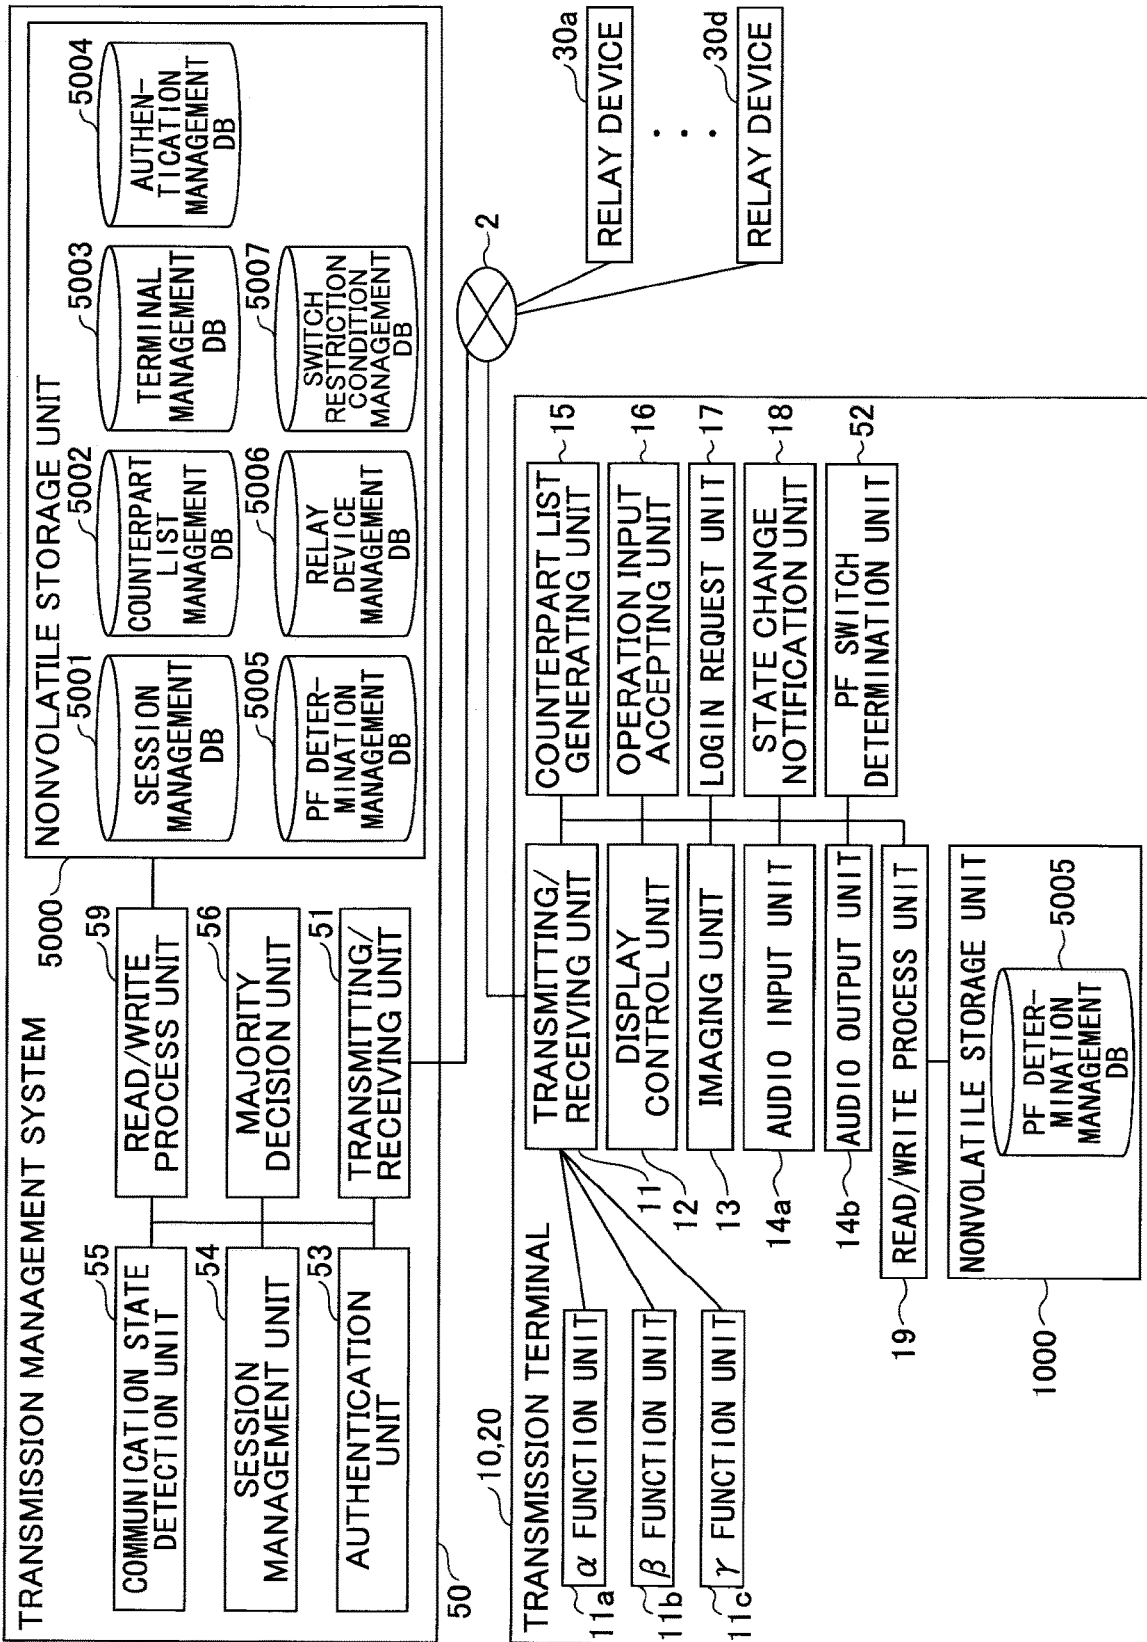 TRANSMISSION MANAGEMENT SYSTEM
50
COMMUNICATION STATE
DETECTION UNIT
55
SESSION
MANAGEMENT UNIT
54
AUTHENTICATION
UNIT
53
READ/WRITE
PROCESS UNIT
59
MAJORITY
DECISION UNIT
56
TRANSMITTING/
RECEIVING UNIT
51
5000
NONVOLATILE STORAGE UNIT
SESSION
MANAGEMENT
DB
5001
COUNTERPART
LIST
MANAGEMENT
DB
5002
TERMINAL
MANAGEMENT
DB
5003
AUTHEN-
TICATION
MANAGEMENT
DB
5004
PF DETER-
MINATION
MANAGEMENT
DB
5005
RELAY
DEVICE
MANAGEMENT
DB
5006
SWITCH
RESTRICTION
CONDITION
MANAGEMENT
DB
5007
2
30a
RELAY DEVICE
30d
RELAY DEVICE
10,20
TRANSMISSION TERMINAL
α FUNCTION UNIT
11a
β FUNCTION UNIT
11b
γ FUNCTION UNIT
11c
TRANSMITTING/
RECEIVING UNIT
11
DISPLAY
CONTROL UNIT
12
IMAGING UNIT
13
AUDIO INPUT UNIT
14a
AUDIO OUTPUT UNIT
14b
READ/WRITE PROCESS UNIT
19
COUNTERPART LIST
GENERATING UNIT
15
OPERATION INPUT
ACCEPTING UNIT
16
LOGIN REQUEST UNIT
17
STATE CHANGE
NOTIFICATION UNIT
18
PF SWITCH
DETERMINATION UNIT
52
NONVOLATILE STORAGE UNIT
1000
PF DETER-
MINATION
MANAGEMENT
DB
5005